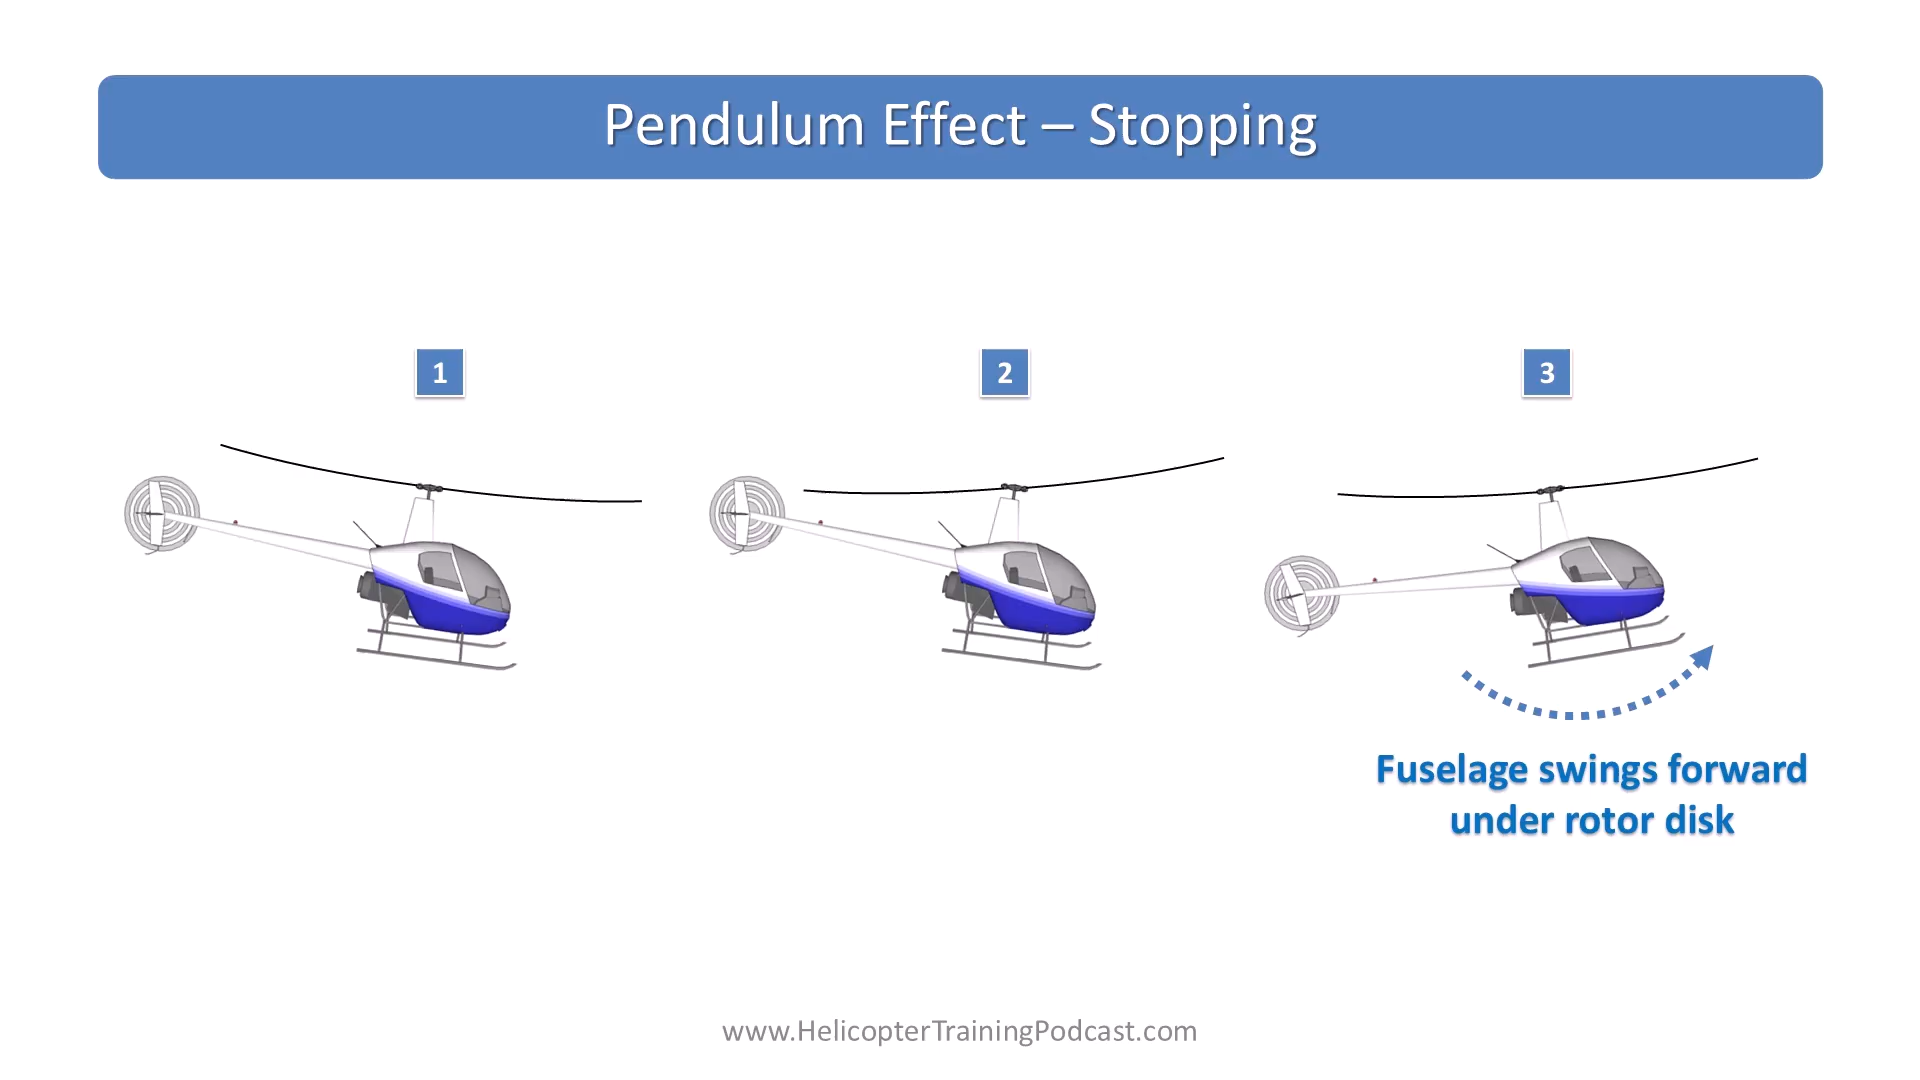 Pendulum Effect – Stopping
1
2
3
Fuselage swings forward
under rotor disk
www.HelicopterTrainingPodcast.com